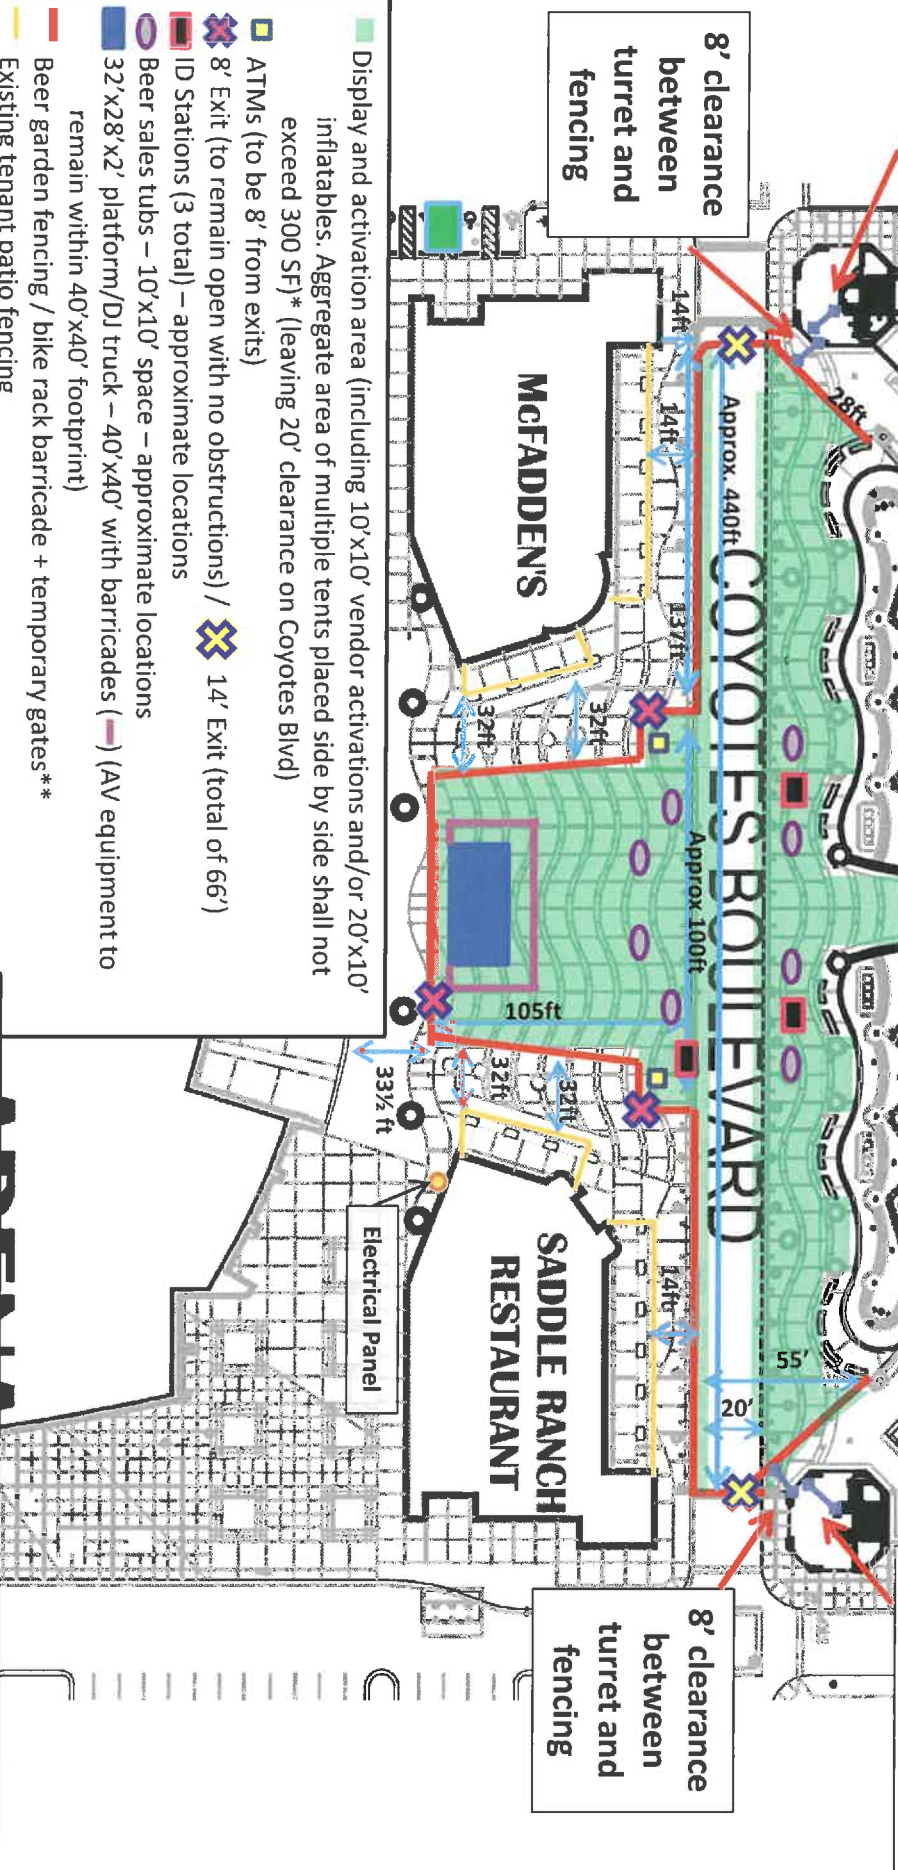 8' clearance
between
turret and
fencing
Display and activation area (including 10'x10' vendor activations and/or 20'x10'
inflatables. Aggregate area of multiple tents placed side by side shall not
exceed 300 SF)* (leaving 20' clearance on Coyotes Blvd)
ATMs (to be 8' from exits)
8' Exit (to remain open with no obstructions) / 14' Exit (total of 66')
ID Stations (3 total) – approximate locations
Beer sales tubs – 10'x10' space – approximate locations
32'x28'x2' platform/DJ truck – 40'x40' with barricades ( ) (AV equipment to
remain within 40'x40' footprint)
Beer garden fencing / bike rack barricade + temporary gates**
Existing tenant patio fencing
28ft
14ft
14ft
Approx 440ft
137ft
McFADDEN'S
COYOTES BOULEVARD
32ft
32ft
Approx 100ft
105ft
32ft
32ft
33½ ft
Electrical Panel
SADDLE RANCH
RESTAURANT
14ft
55'
20'
ARENA
8' clearance
between
turret and
fencing